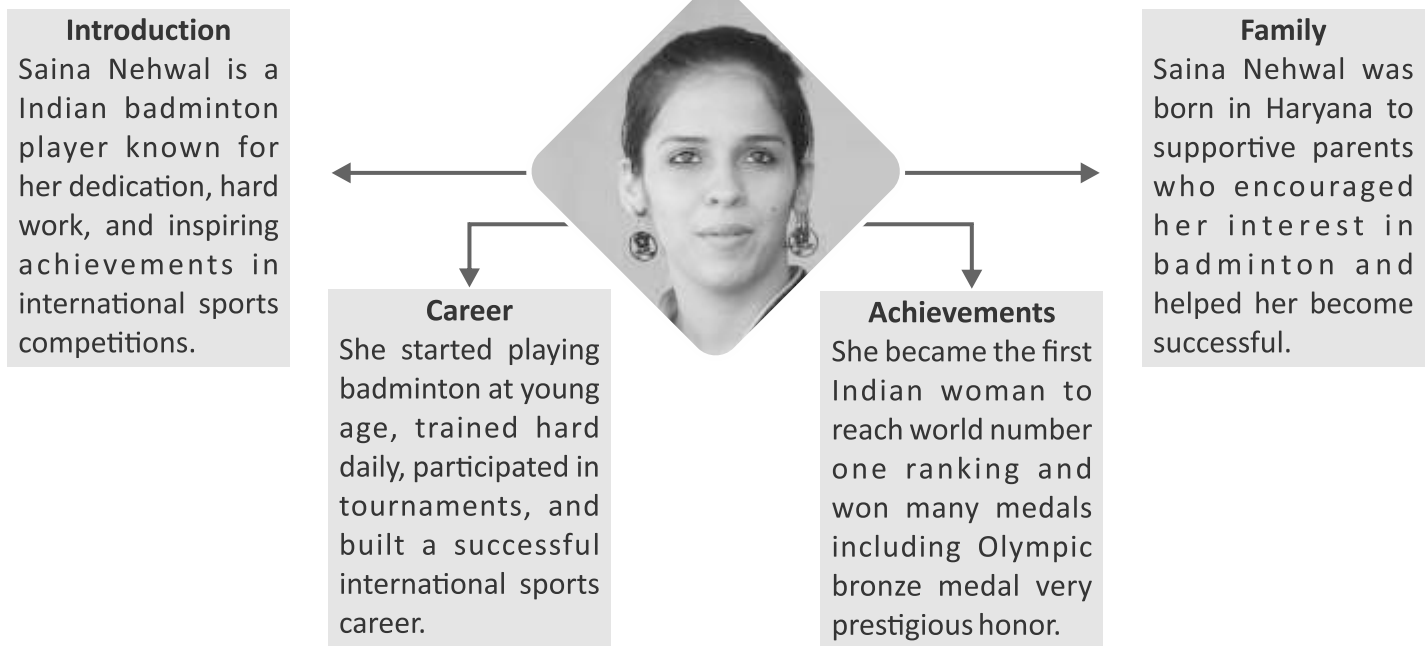 Introduction
Saina Nehwal is a
Indian badminton
player known for
her dedication, hard
work, and inspiring
achievements in
international sports
competitions.
Career
She started playing
badminton at young
age, trained hard
daily, participated in
tournaments, and
built a successful
international sports
career.
Achievements
She became the first
Indian woman to
reach world number
one ranking and
won many medals
including Olympic
bronze medal very
prestigious honor.
Family
Saina Nehwal was
born in Haryana to
supportive parents
who encouraged
her interest in
badminton and
helped her become
successful.